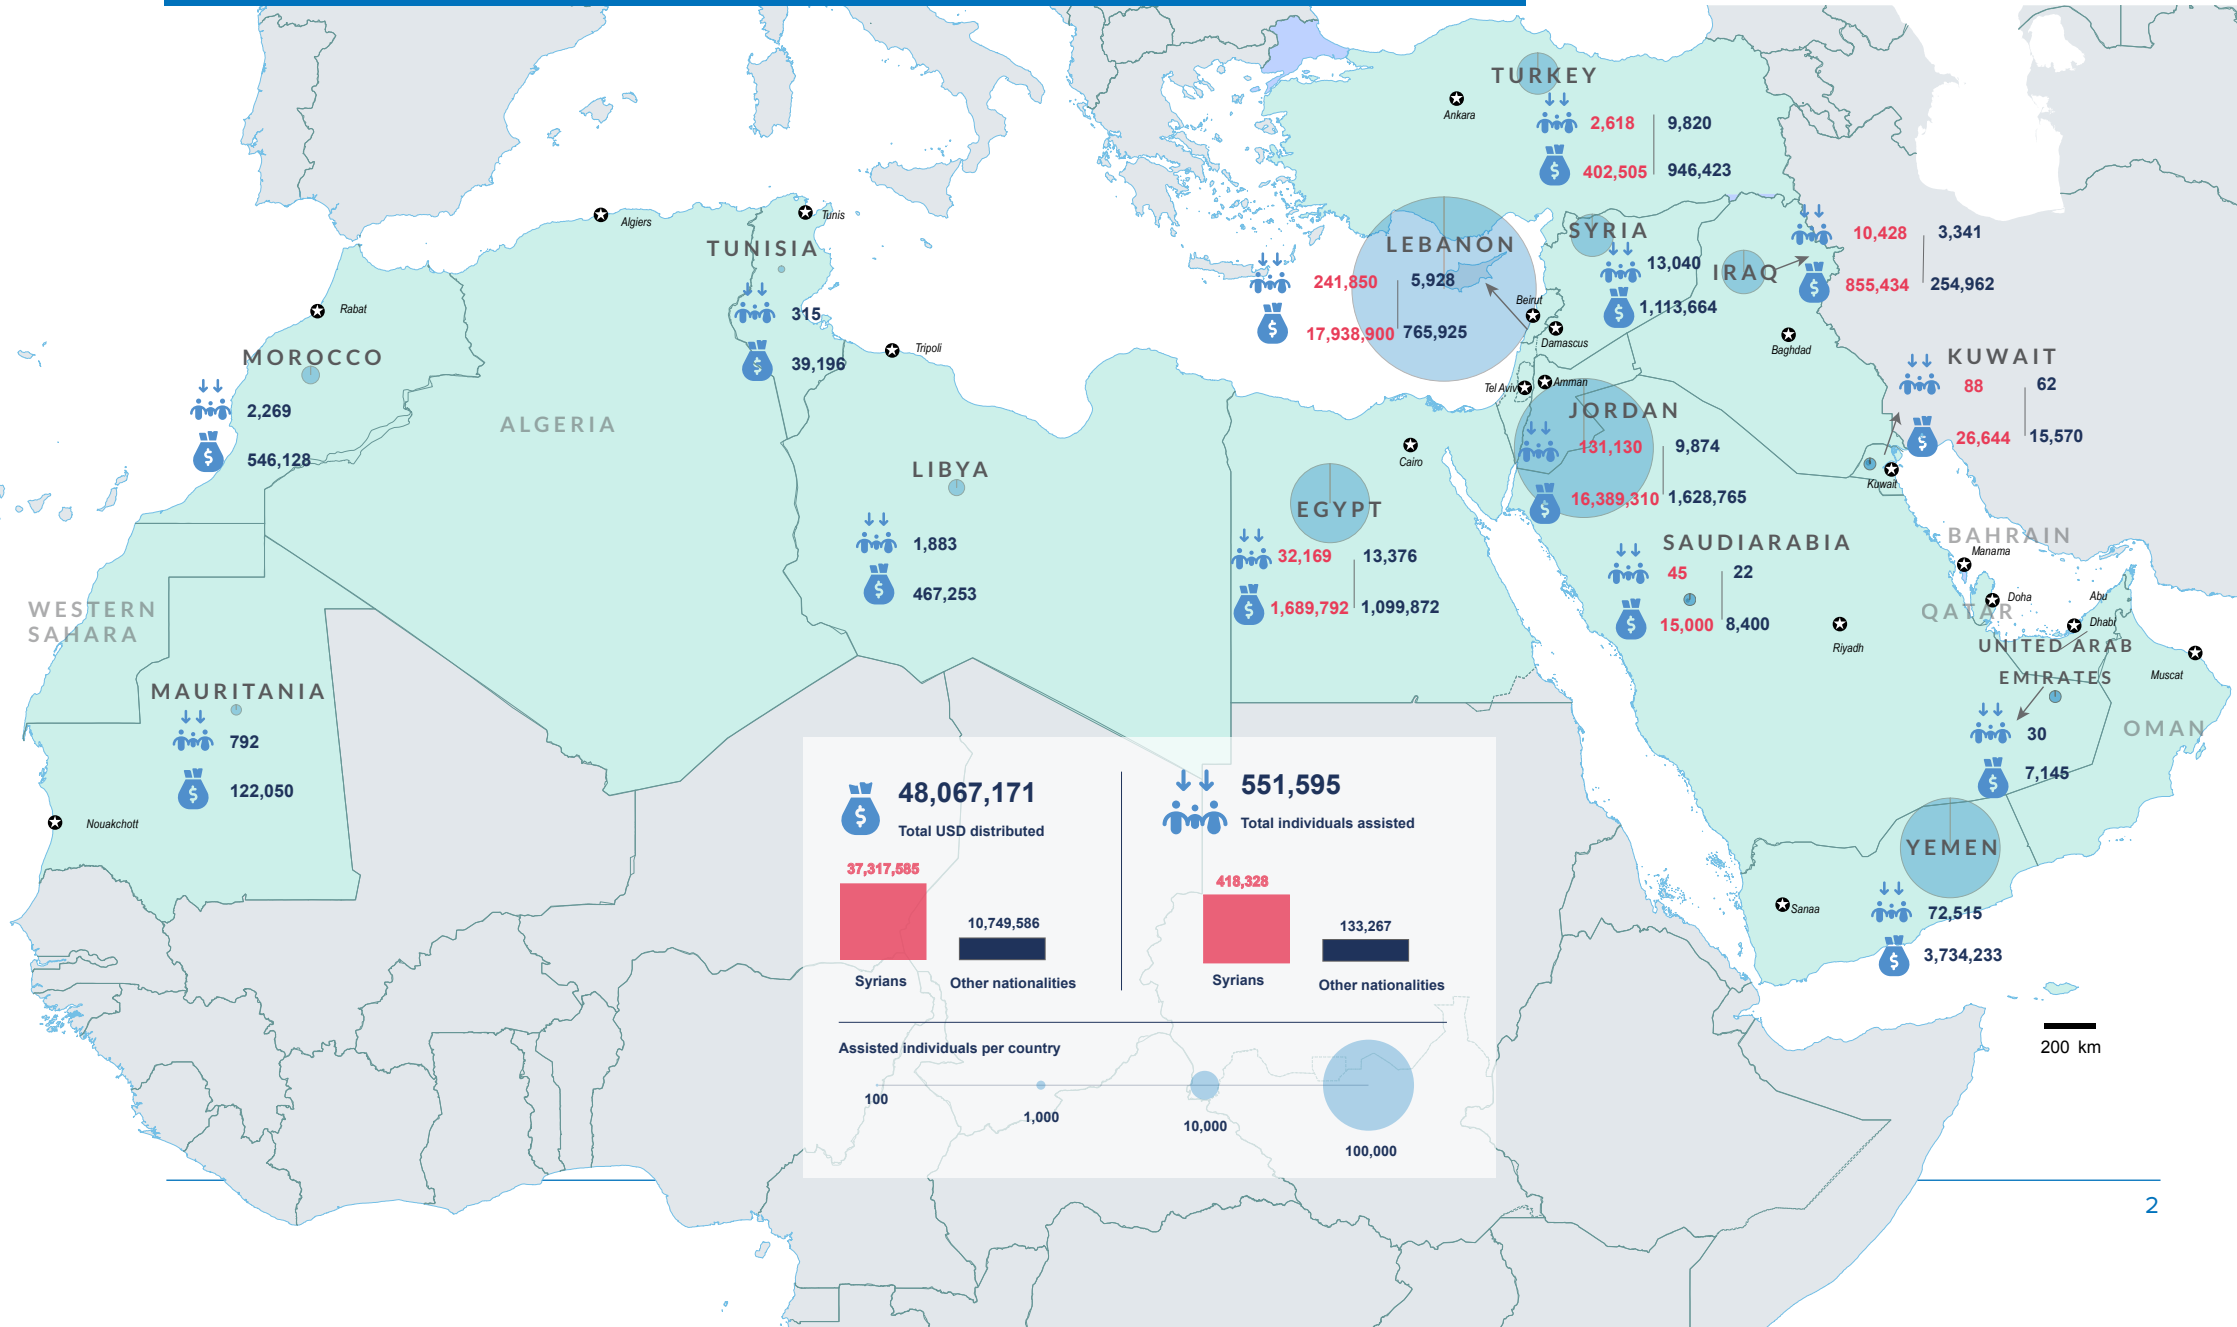 TURKEY
Ankara
2,618 9,820
402,505 946,423
Algiers
Tunis
TUNISIA
315
39,196
LEBANON
241,850 5,928
17,938,900 765,925
Beirut
SYRIA
13,040
1,113,664
Damascus
IRAQ
10,428 3,341
855,434 254,962
Baghdad
Rabat
MOROCCO
2,269
546,128
Tripoli
ALGERIA
LIBYA
1,883
467,253
Tel Aviv
Amman
JORDAN
131,130 9,874
16,389,310 1,628,765
KUWAIT
88 62
26,644 15,570
Kuwait
Cairo
EGYPT
32,169 13,376
1,689,792 1,099,872
SAUDIARABIA
45 22
15,000 8,400
Riyadh
BAHRAIN
Manama
QATAR
Doha
Abu
Dhabi
UNITED ARAB
EMIRATES
30
7,145
Muscat
OMAN
WESTERN
SAHARA
MAURITANIA
792
122,050
Nouakchott
YEMEN
Sanaa
72,515
3,734,233
48,067,171
Total USD distributed
37,317,585
10,749,586
Syrians
Other nationalities
551,595
Total individuals assisted
418,328
133,267
Syrians
Other nationalities
Assisted individuals per country
100
1,000
10,000
100,000
200 km
2